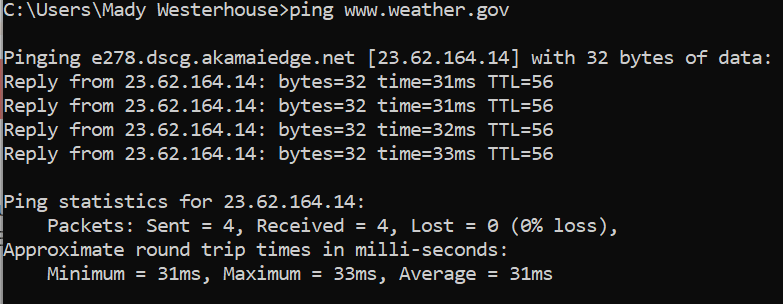 C:\Users\Mady Westerhouse>ping www.weather.gov
Pinging e278.dscg.akamaiedge.net [23.62.164.14] with 32 bytes of data:
Reply from 23.62.164.14: bytes=32 time=31ms TTL=56
Reply from 23.62.164.14: bytes=32 time=31ms TTL=56
Reply from 23.62.164.14: bytes=32 time=32ms TTL=56
Reply from 23.62.164.14: bytes=32 time=33ms TTL=56
Ping statistics for 23.62.164.14:
    Packets: Sent = 4, Received = 4, Lost = 0 (0% loss),
Approximate round trip times in milli-seconds:
    Minimum = 31ms, Maximum = 33ms, Average = 31ms